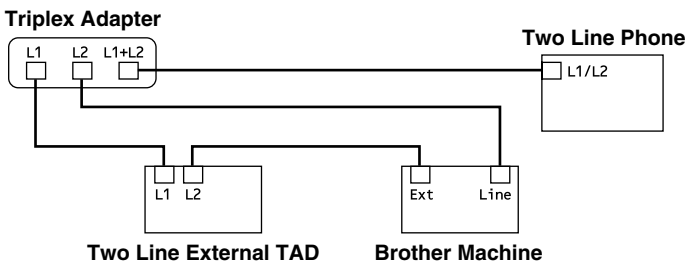 Triplex Adapter
L1 L2 L1+L2
Two Line Phone
L1/L2
L1 L2
Ext Line
Two Line External TAD
Brother Machine